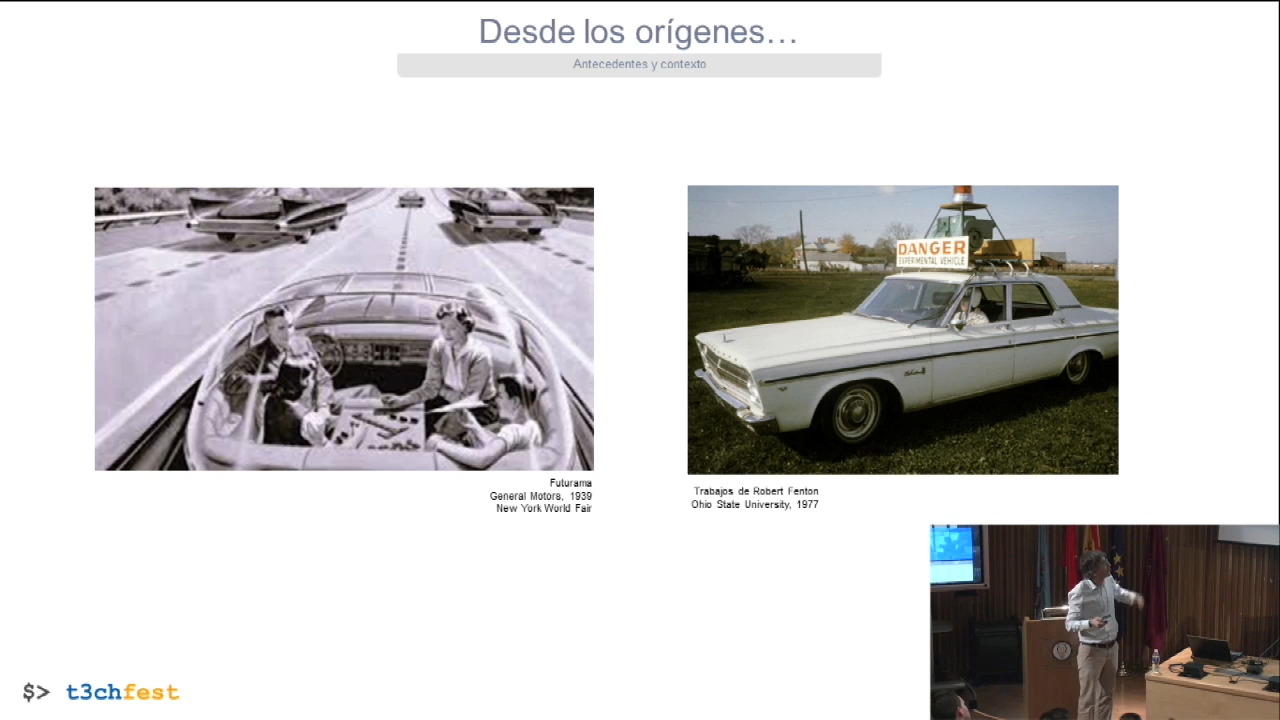 Desde los orígenes...
Antecedentes y contexto
DANGER
EXPERIMENTAL VEHICLE
Futurama
General Motors, 1939
New York World Fair
Trabajos de Robert Fenton
Ohio State University, 1977
$> t3chfest